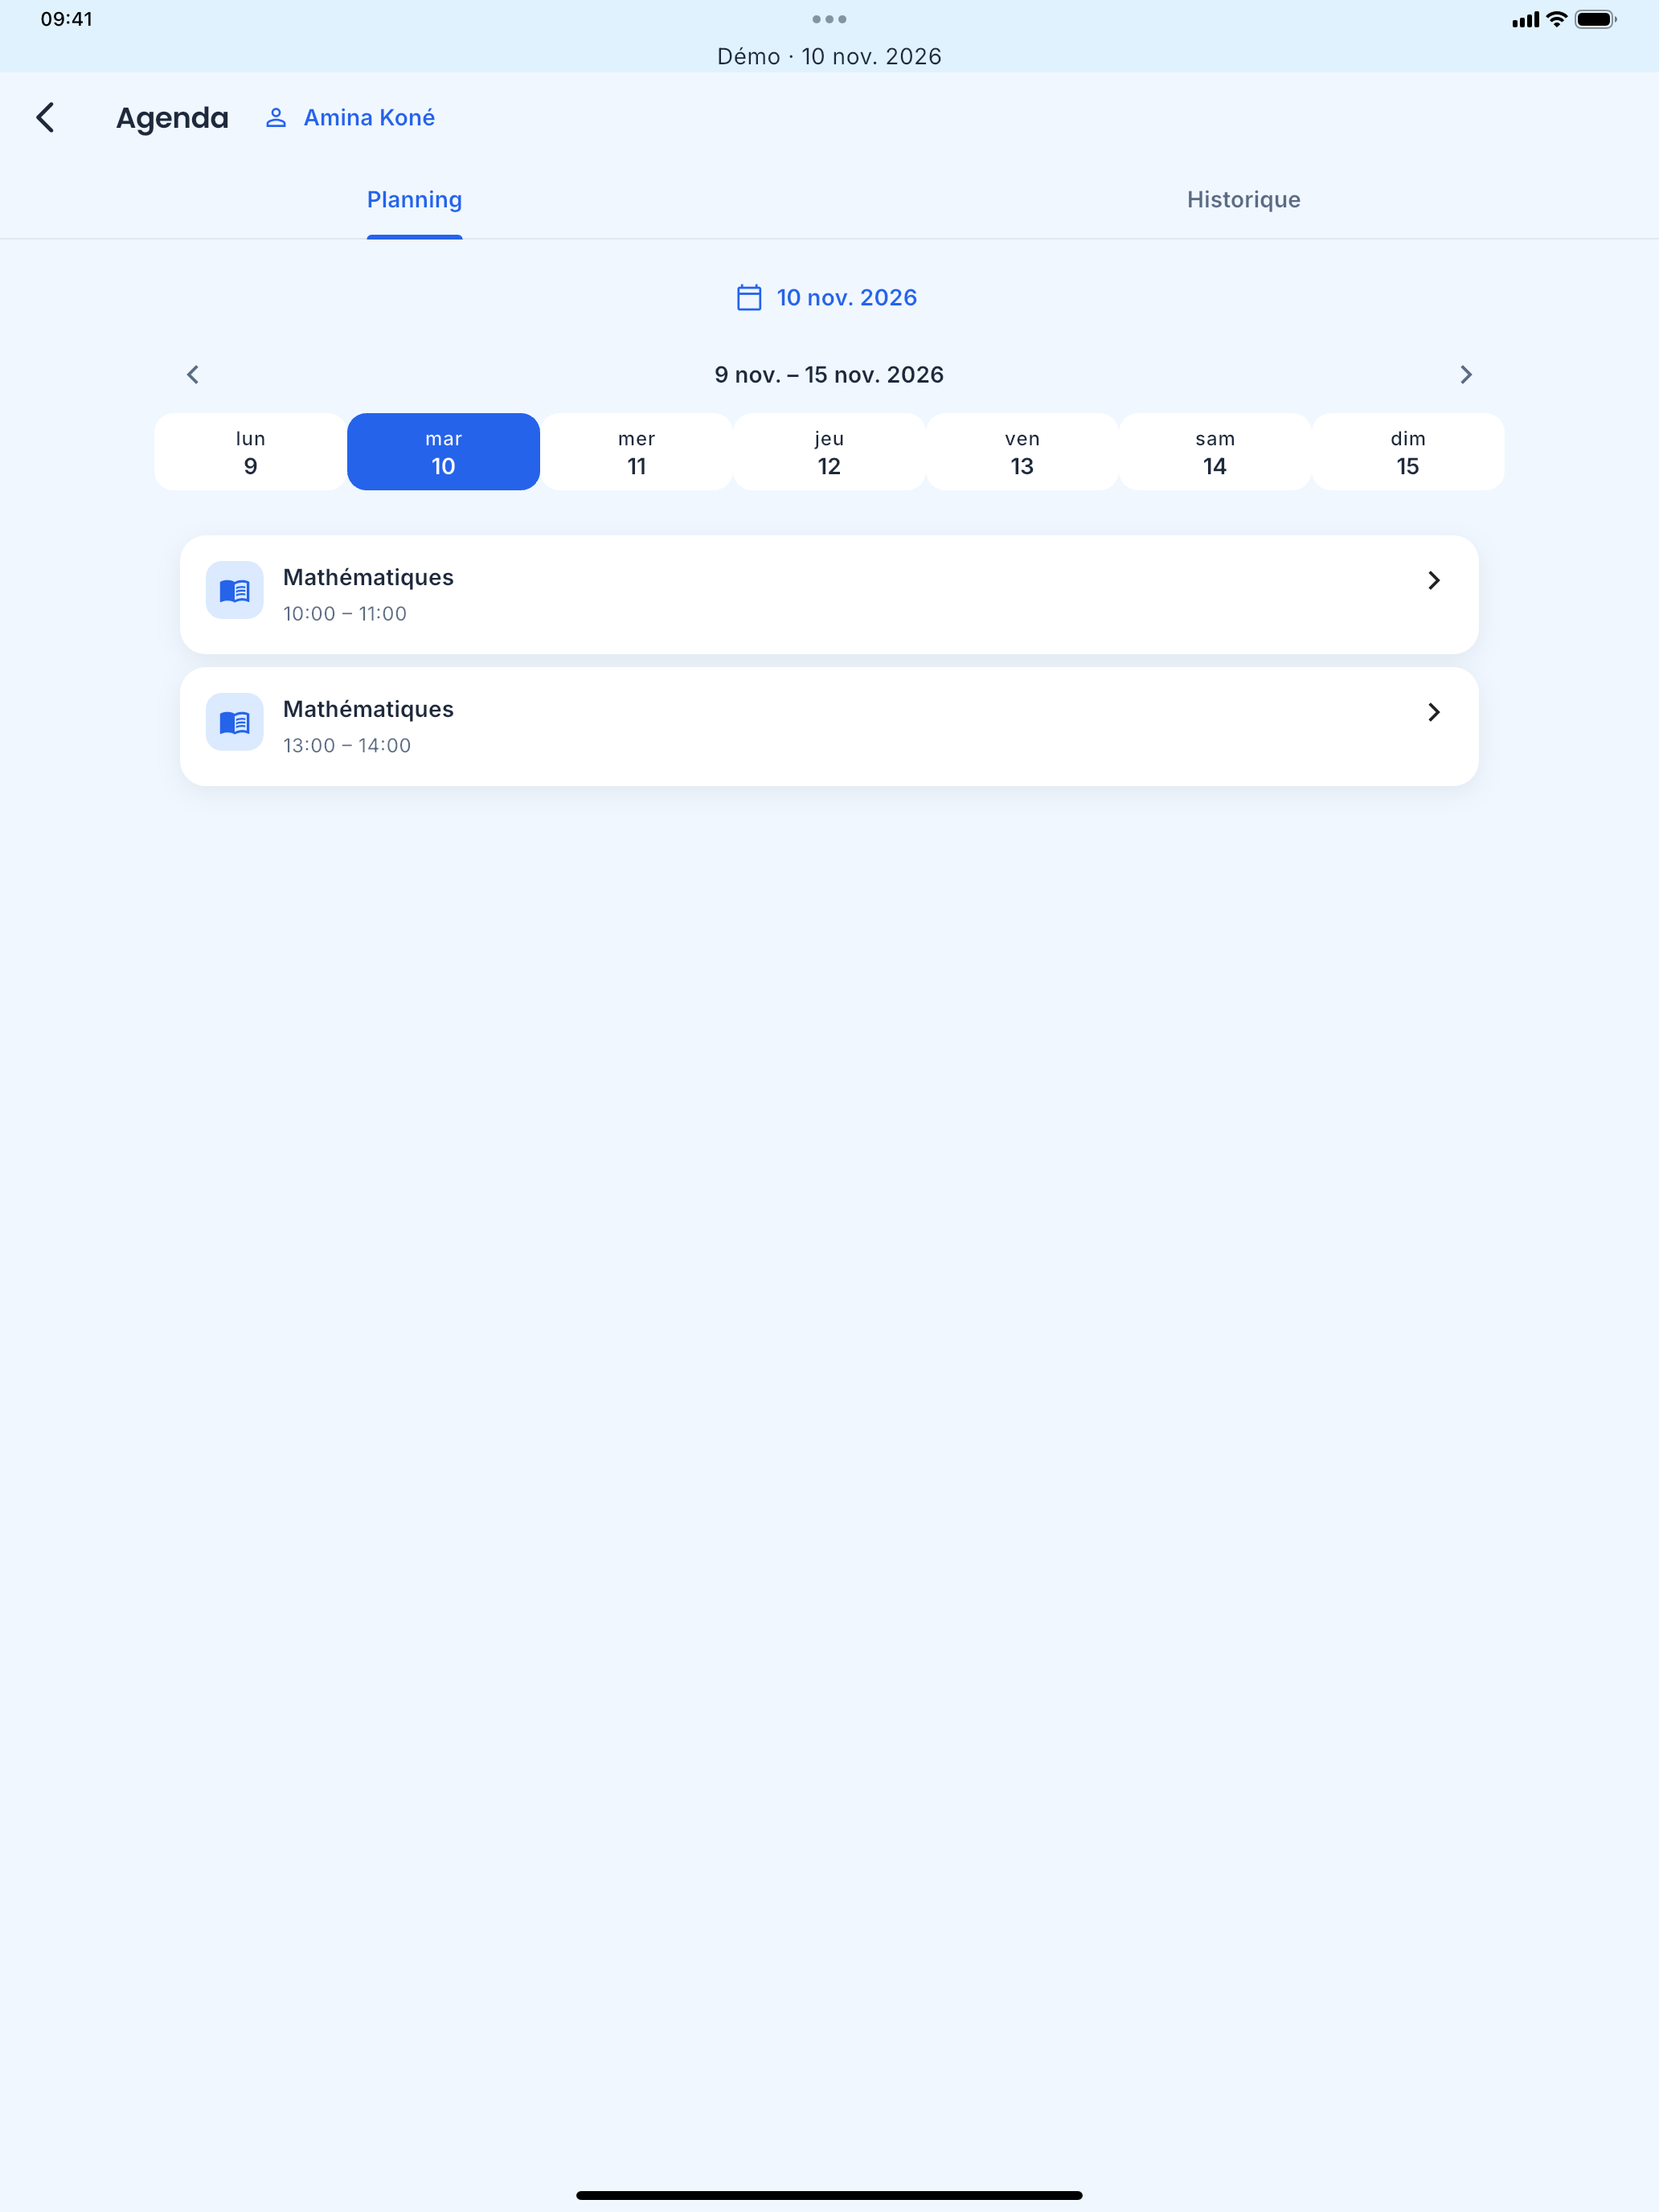 09:41
Démo · 10 nov. 2026
Agenda
Amina Koné
Planning
Historique
10 nov. 2026
9 nov. – 15 nov. 2026
lun
9
mar
10
mer
11
jeu
12
ven
13
sam
14
dim
15
Mathématiques
10:00 – 11:00
Mathématiques
13:00 – 14:00